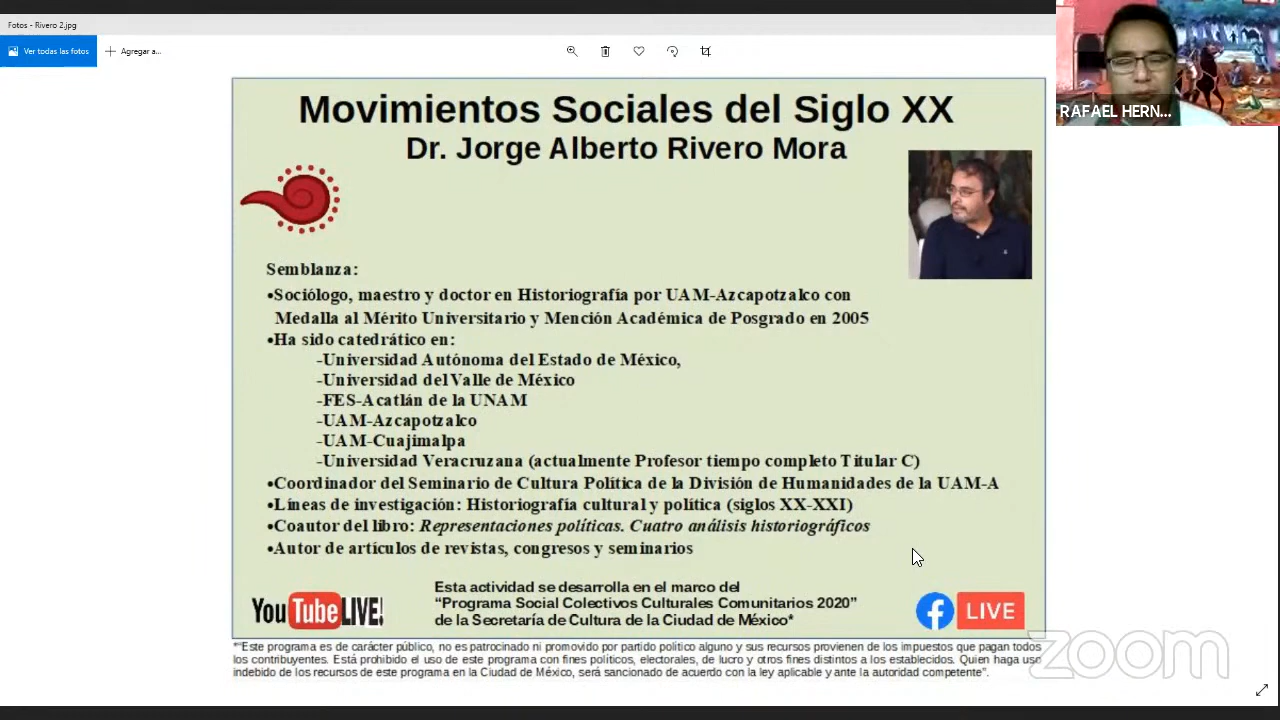 Fotos - Rivero 2.jpg
Ver todas las fotos
Agregar a...
RAFAEL HERN...
Movimientos Sociales del Siglo XX
Dr. Jorge Alberto Rivero Mora
Semblanza:
•Sociólogo, maestro y doctor en Historiografía por UAM-Azcapotzalco con
Medalla al Mérito Universitario y Mención Académica de Posgrado en 2005
•Ha sido catedrático en:
-Universidad Autónoma del Estado de México,
-Universidad del Valle de México
-FES-Acatlán de la UNAM
-UAM-Azcapotzalco
-UAM-Cuajimalpa
-Universidad Veracruzana (actualmente Profesor tiempo completo Titular C)
•Coordinador del Seminario de Cultura Política de la División de Humanidades de la UAM-A
•Líneas de investigación: Historiografía cultural y política (siglos XX-XXI)
•Coautor del libro: Representaciones políticas. Cuatro análisis historiográficos
•Autor de artículos de revistas, congresos y seminarios
YouTube LIVE!
Esta actividad se desarrolla en el marco del
“Programa Social Colectivos Culturales Comunitarios 2020”
de la Secretaría de Cultura de la Ciudad de México*
LIVE
*“Este programa es de carácter público, no es patrocinado ni promovido por partido político alguno y sus recursos provienen de los impuestos que pagan todos
los contribuyentes. Está prohibido el uso de este programa con fines políticos, electorales, de lucro y otros fines distintos a los establecidos. Quien haga uso
indebido de los recursos de este programa en la Ciudad de México, será sancionado de acuerdo con la ley aplicable y ante la autoridad competente”.
zoom